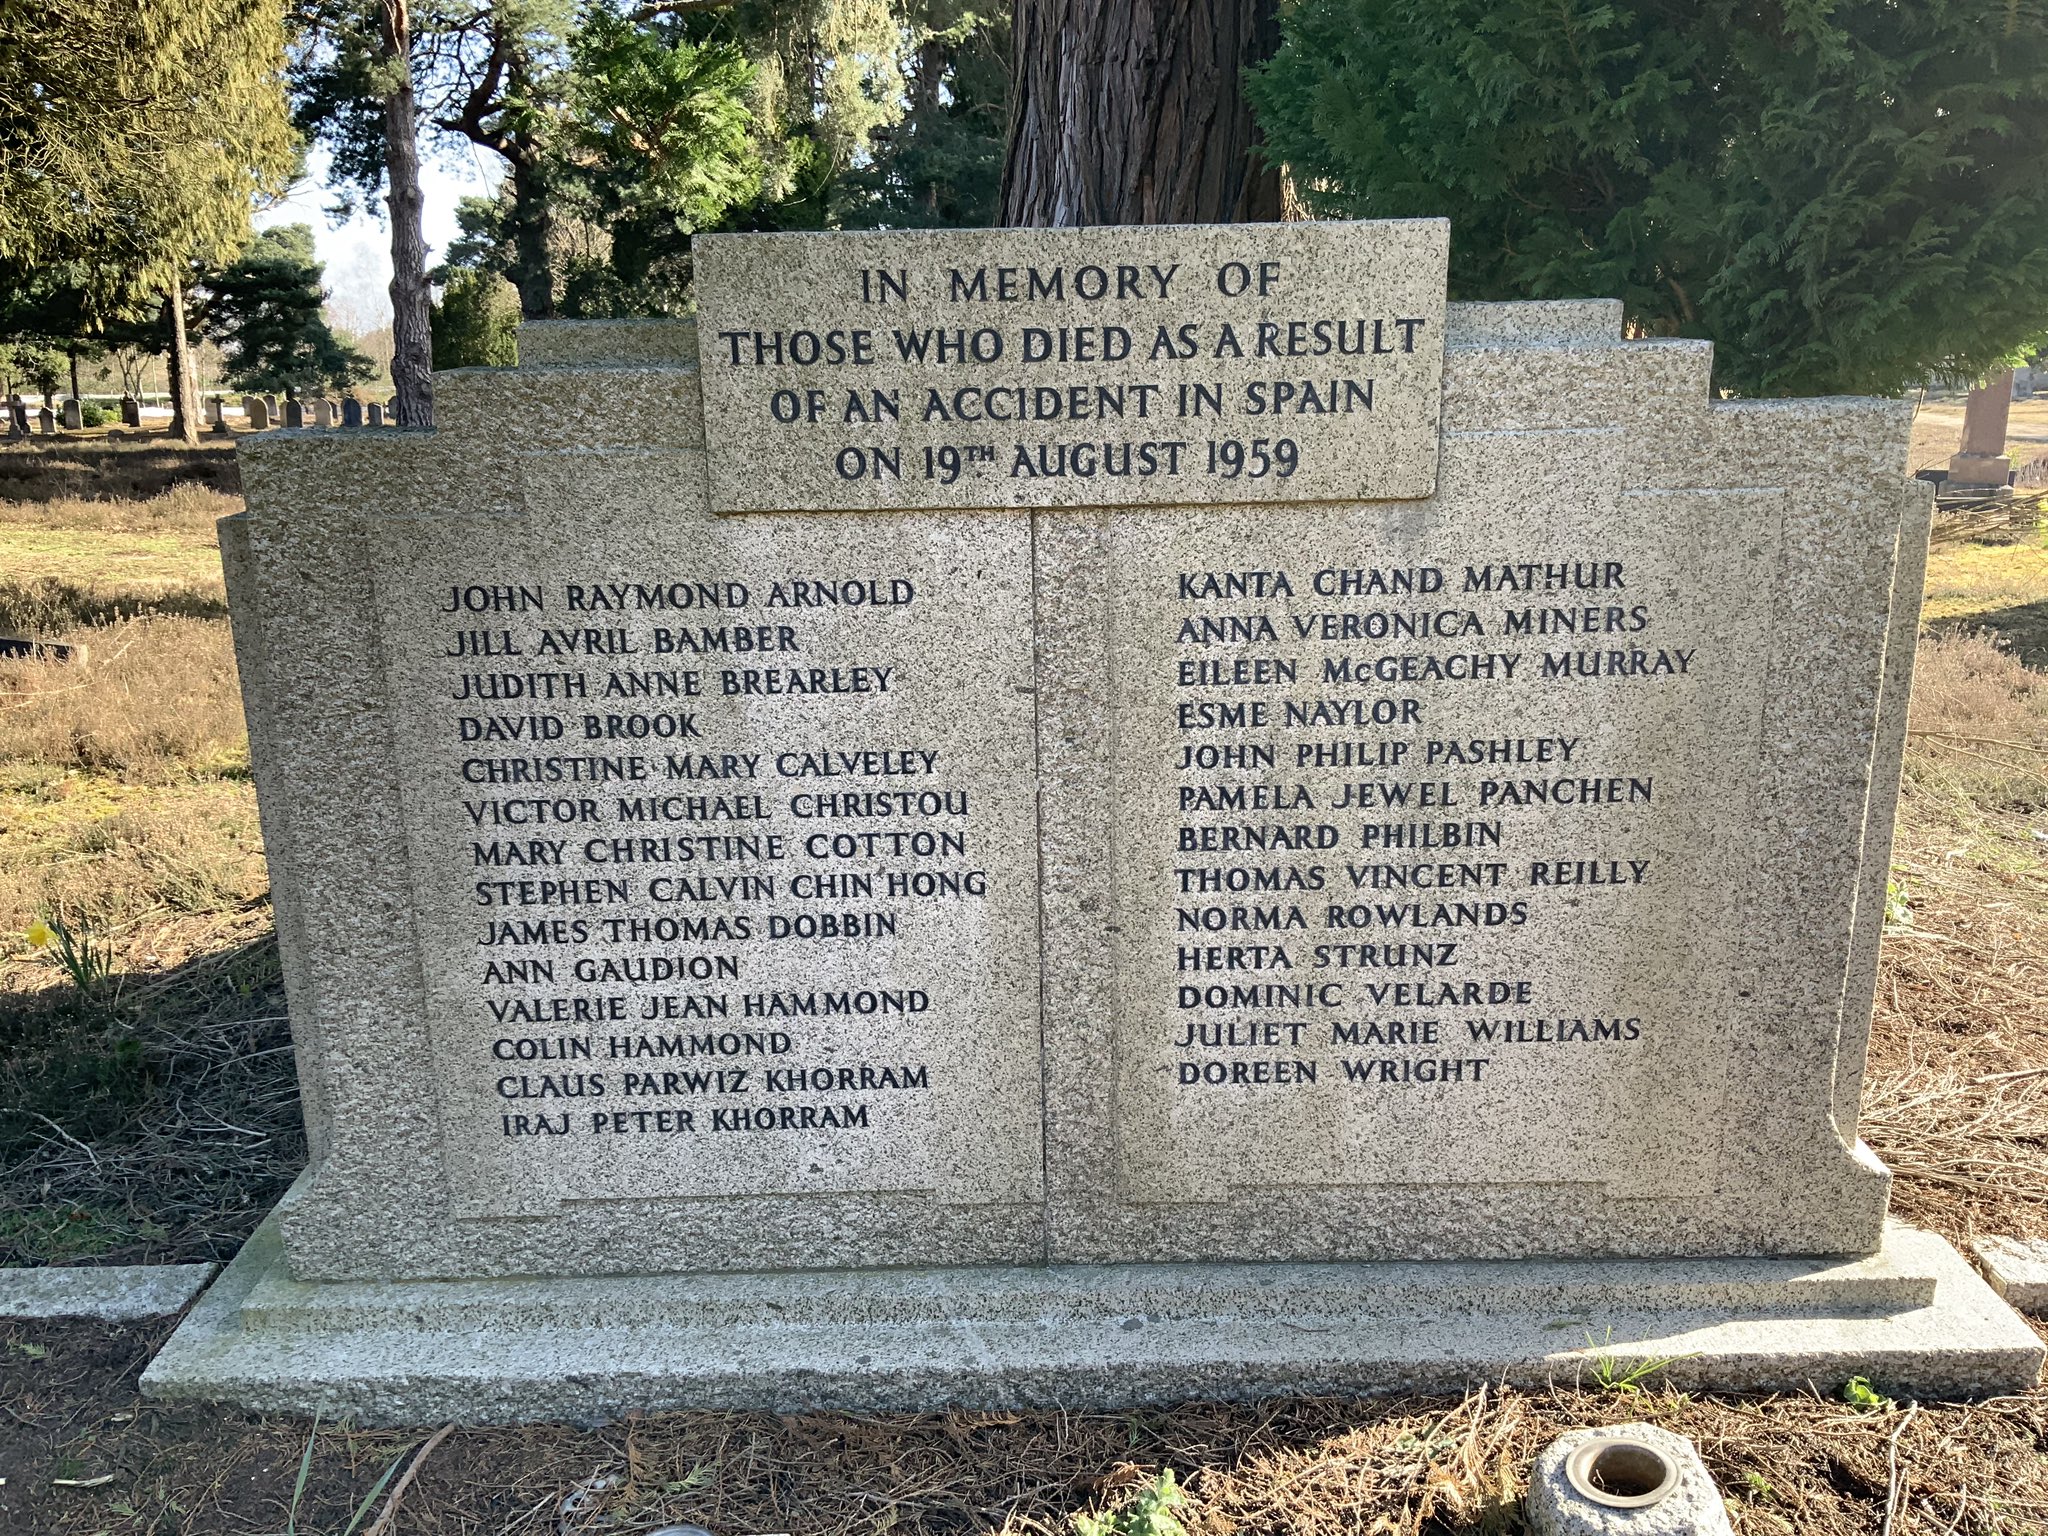 IN MEMORY OF
THOSE WHO DIED AS A RESULT
OF AN ACCIDENT IN SPAIN
ON 19TH AUGUST 1959
JOHN RAYMOND ARNOLD
JILL AVRIL BAMBER
JUDITH ANNE BREARLEY
DAVID BROOK
CHRISTINE MARY CALVELEY
VICTOR MICHAEL CHRISTOU
MARY CHRISTINE COTTON
STEPHEN CALVIN CHIN HONG
JAMES THOMAS DOBBIN
ANN GAUDION
VALERIE JEAN HAMMOND
COLIN HAMMOND
CLAUS PARWIZ KHORRAM
IRAJ PETER KHORRAM
KANTA CHAND MATHUR
ANNA VERONICA MINERS
EILEEN McGEACHY MURRAY
ESME NAYLOR
JOHN PHILIP PASHLEY
PAMELA JEWEL PANCHEN
BERNARD PHILBIN
THOMAS VINCENT REILLY
NORMA ROWLANDS
HERTA STRUNZ
DOMINIC VELARDE
JULIET MARIE WILLIAMS
DOREEN WRIGHT